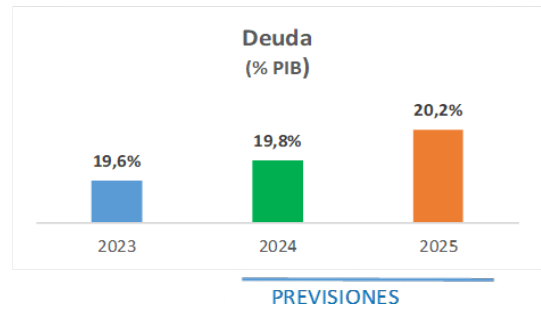 Deuda
(% PIB)
20,2%
19,8%
19,6%
2023 2024 2025
PREVISIONES